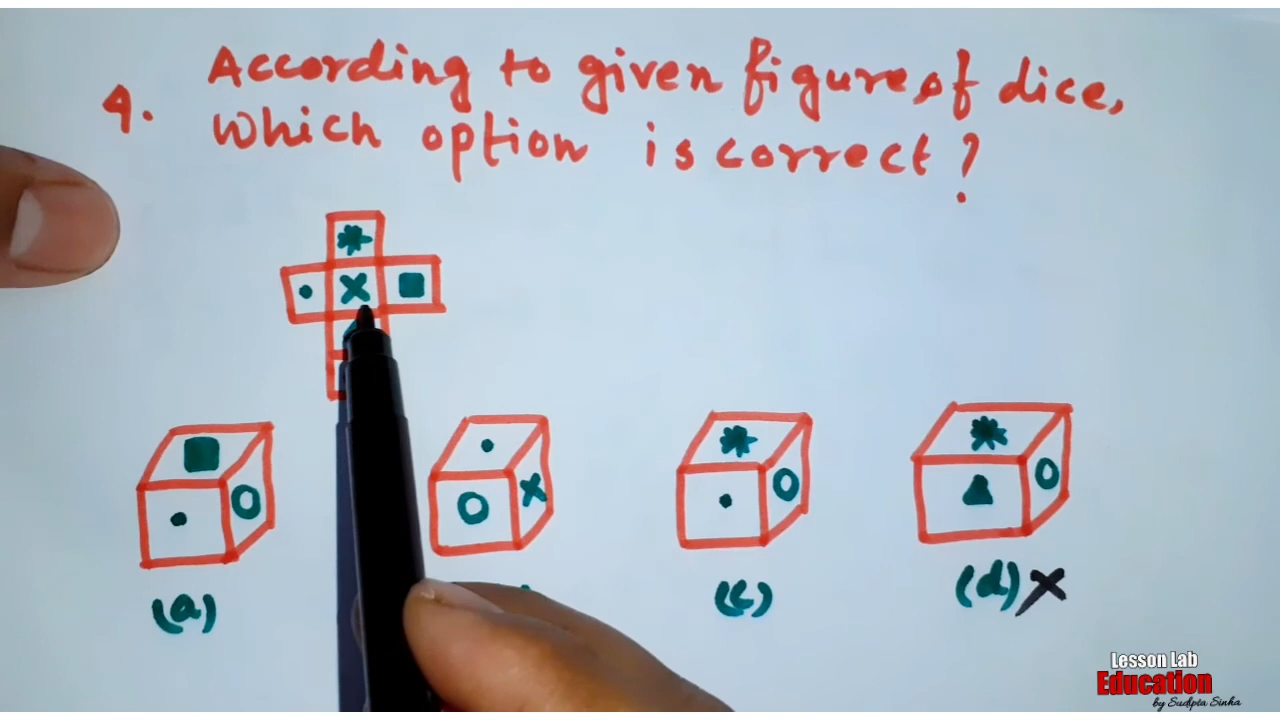 4. According to given figure of dice,
which option is correct?
(a)
(c)
(d) X
Lesson Lab
Education
by Sudipta Sinha